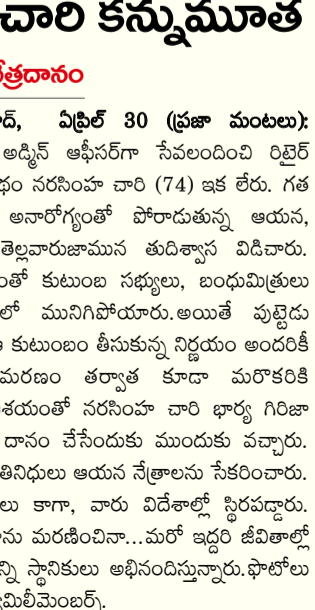 చారి కన్నుమూత
నేత్రదానం
ఏప్రిల్ 30 (ప్రజా మంటలు):
అడ్మిన్ ఆఫీసర్‌గా సేవలందించి రిటైర్
నరసింహ చారి (74) ఇక లేరు. గత
అనారోగ్యంతో పోరాడుతున్న ఆయన,
తెల్లవారుజామున తుదిశ్వాస విడిచారు.
కుటుంబ సభ్యులు, బంధుమిత్రులు
లో మునిగిపోయారు.అయితే పుట్టెడు
కుటుంబం తీసుకున్న నిర్ణయం అందరికీ
మరణం తర్వాత కూడా మరొకరికి
శయంతో నరసింహ చారి భార్య గిరిజా
దానం చేసేందుకు ముందుకు వచ్చారు.
తినిధులు ఆయన నేత్రాలను సేకరించారు.
లు కాగా, వారు విదేశాల్లో స్థిరపడ్డారు.
ను మరణించినా...మరో ఇద్దరి జీవితాల్లో
న్ని స్థానికులు అభినందిస్తున్నారు.ఫొటోలు
మిలీమెంబర్స్.